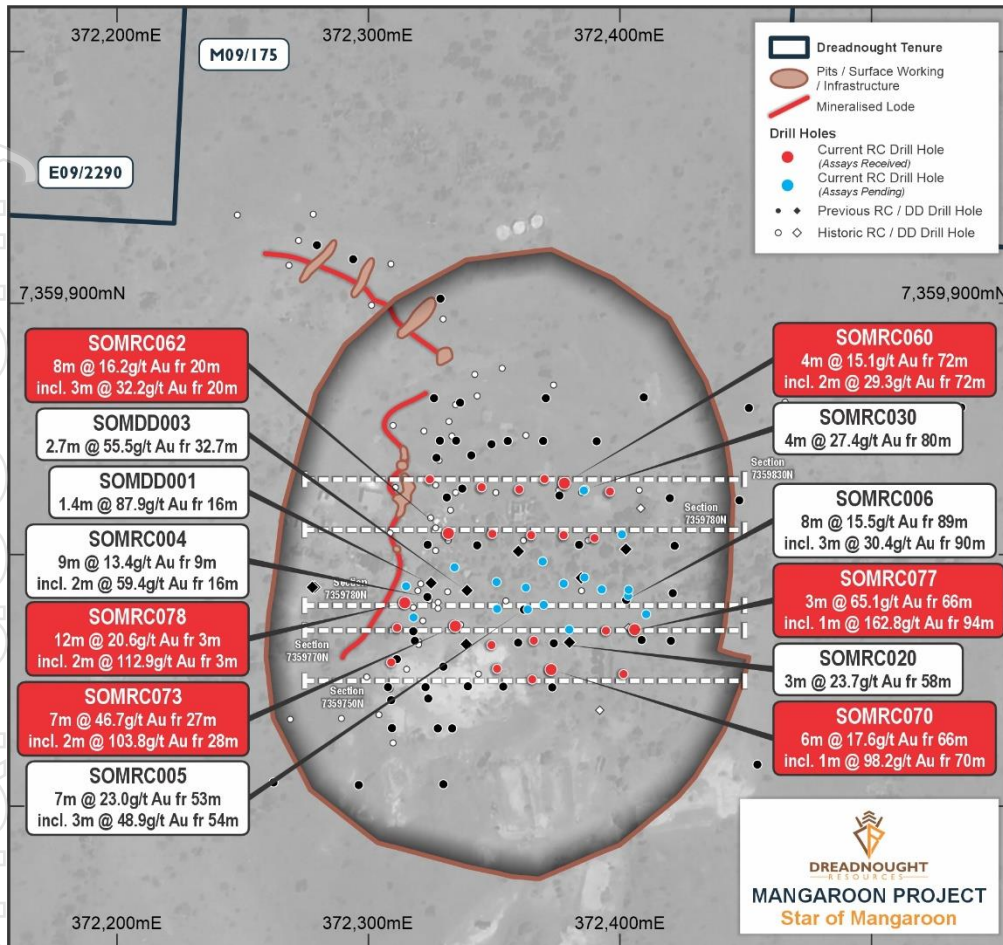 372,200mE
372,300mE
372,400mE
M09/175
E09/2290
Dreadnought Tenure
Pits / Surface Working
/ Infrastructure
Mineralised Lode
Drill Holes
Current RC Drill Hole
(Assays Received)
Current RC Drill Hole
(Assays Pending)
Previous RC / DD Drill Hole
Historic RC / DD Drill Hole
7,359,900mN
7,359,900mN
SOMRC062
8m @ 16.2g/t Au fr 20m
incl. 3m @ 32.2g/t Au fr 20m
SOMDD003
2.7m @ 55.5g/t Au fr 32.7m
SOMDD001
1.4m @ 87.9g/t Au fr 16m
SOMRC004
9m @ 13.4g/t Au fr 9m
incl. 2m @ 59.4g/t Au fr 16m
SOMRC078
12m @ 20.6g/t Au fr 3m
incl. 2m @ 112.9g/t Au fr 3m
SOMRC073
7m @ 46.7g/t Au fr 27m
incl. 2m @ 103.8g/t Au fr 28m
SOMRC005
7m @ 23.0g/t Au fr 53m
incl. 3m @ 48.9g/t Au fr 54m
Section
7359830N
Section
7359780N
Section
7359780N
Section
7359770N
Section
7359750N
SOMRC060
4m @ 15.1g/t Au fr 72m
incl. 2m @ 29.3g/t Au fr 72m
SOMRC030
4m @ 27.4g/t Au fr 80m
SOMRC006
8m @ 15.5g/t Au fr 89m
incl. 3m @ 30.4g/t Au fr 90m
SOMRC077
3m @ 65.1g/t Au fr 66m
incl. 1m @ 162.8g/t Au fr 94m
SOMRC020
3m @ 23.7g/t Au fr 58m
SOMRC070
6m @ 17.6g/t Au fr 66m
incl. 1m @ 98.2g/t Au fr 70m
DREADNOUGHT
RESOURCES
MANGAROON PROJECT
Star of Mangaroon
372,200mE
372,300mE
372,400mE